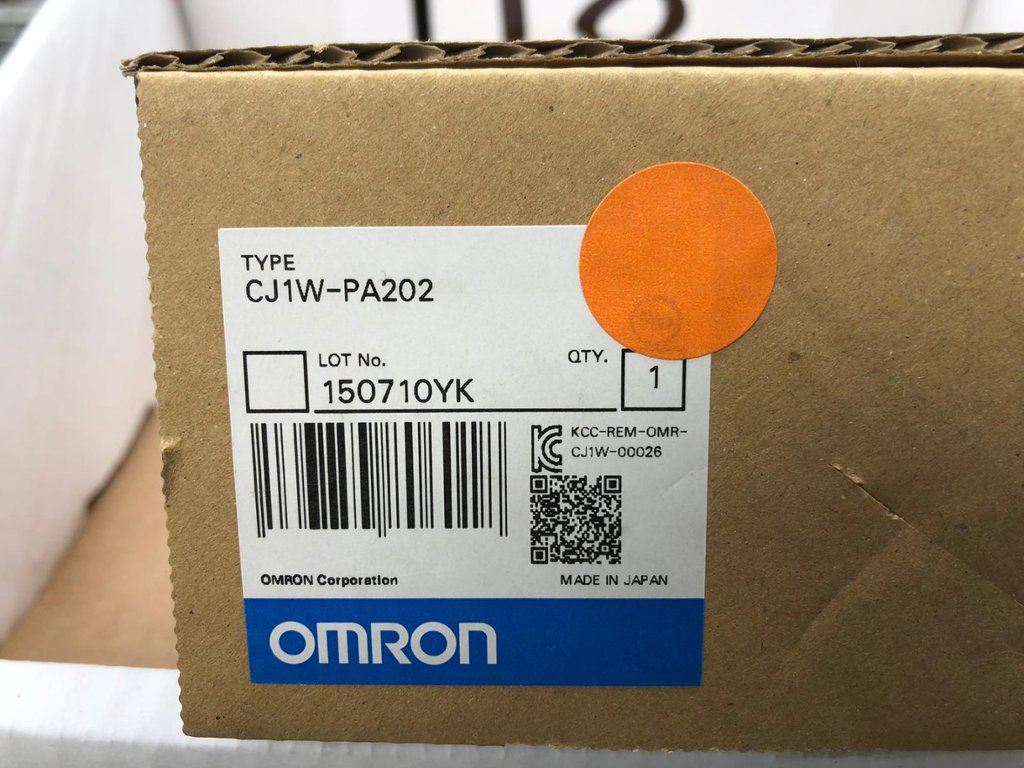 TYPE
CJ1W-PA202
LOT No.
150710YK
QTY.
1
KCC-REM-OMR-
CJ1W-00026
OMRON Corporation
MADE IN JAPAN
OMRON